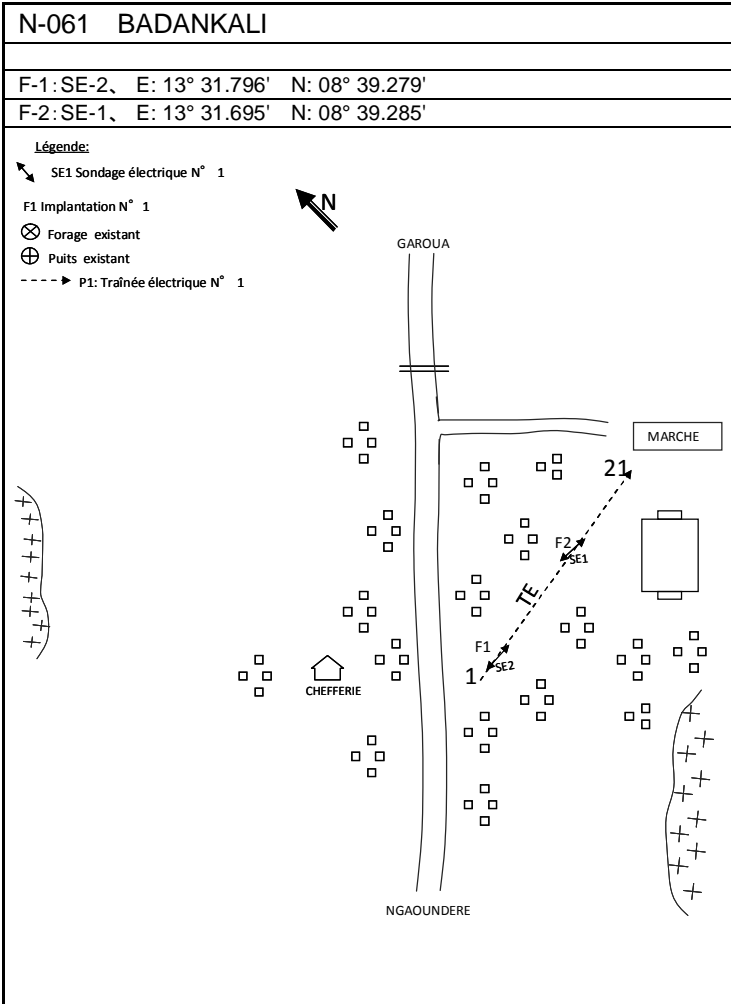 N-061 BADANKALI
F-1:SE-2、 E: 13° 31.796' N: 08° 39.279'
F-2:SE-1、 E: 13° 31.695' N: 08° 39.285'
Légende:
SE1 Sondage électrique N° 1
F1 Implantation N° 1
Forage existant
Puits existant
P1: Traînée électrique N° 1
N
GAROUA
MARCHE
21
F2
SE1
TE
F1
SE2
1
CHEFFERIE
NGAOUNDERE